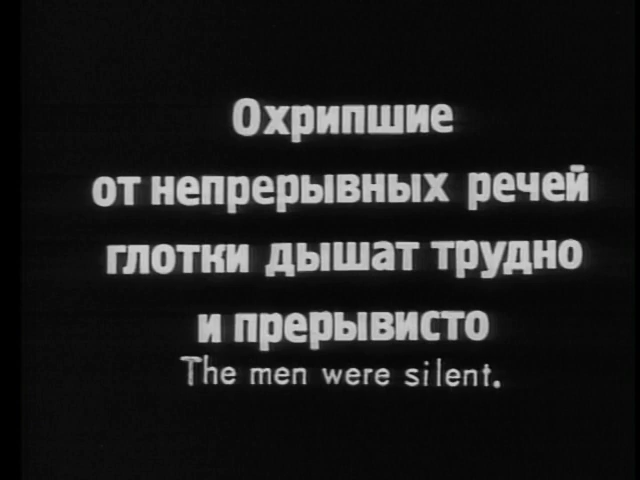 Охрипшие
от непрерывных речей
глотки дышат трудно
и прерывисто
The men were silent.